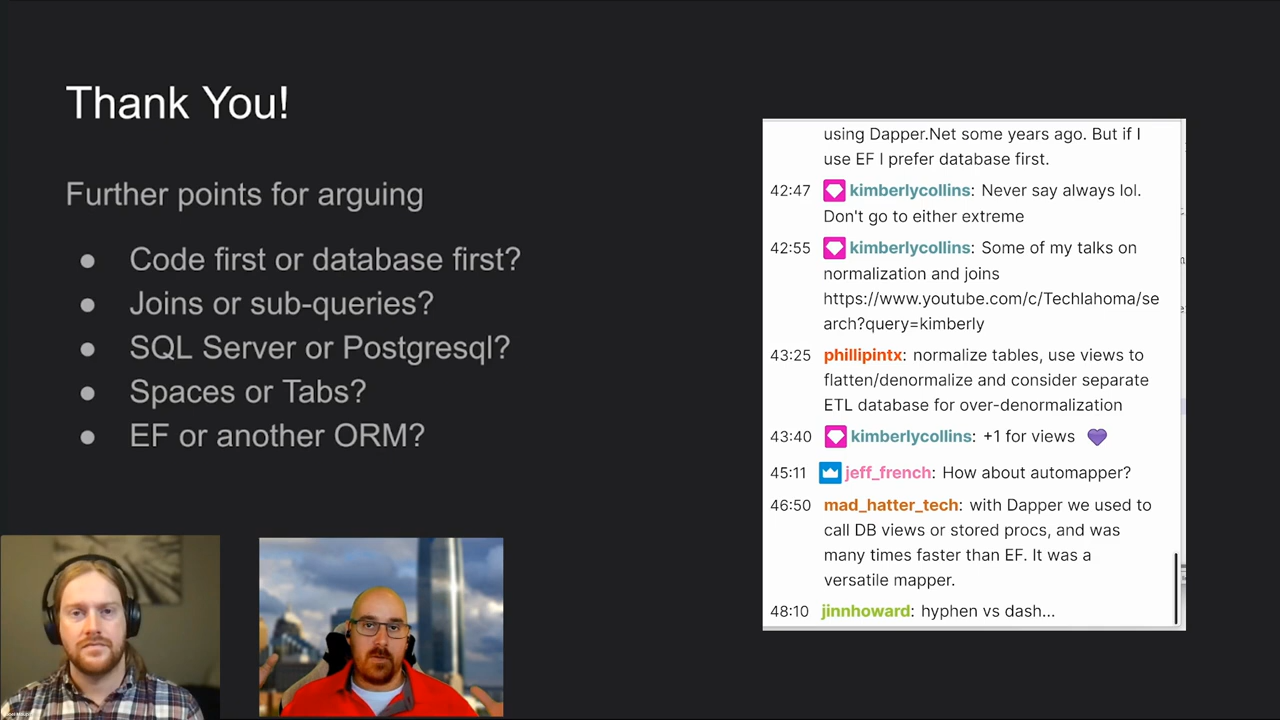 Thank You!
Further points for arguing
● Code first or database first?
● Joins or sub-queries?
● SQL Server or Postgresql?
● Spaces or Tabs?
● EF or another ORM?
using Dapper.Net some years ago. But if I
use EF I prefer database first.
42:47 kimberlycollins: Never say always lol.
Don't go to either extreme
42:55 kimberlycollins: Some of my talks on
normalization and joins
https://www.youtube.com/c/Techlahoma/se
arch?query=kimberly
43:25 phillipintx: normalize tables, use views to
flatten/denormalize and consider separate
ETL database for over-denormalization
43:40 kimberlycollins: +1 for views 💜
45:11 jeff_french: How about automapper?
46:50 mad_hatter_tech: with Dapper we used to
call DB views or stored procs, and was
many times faster than EF. It was a
versatile mapper.
48:10 jinnhoward: hyphen vs dash...